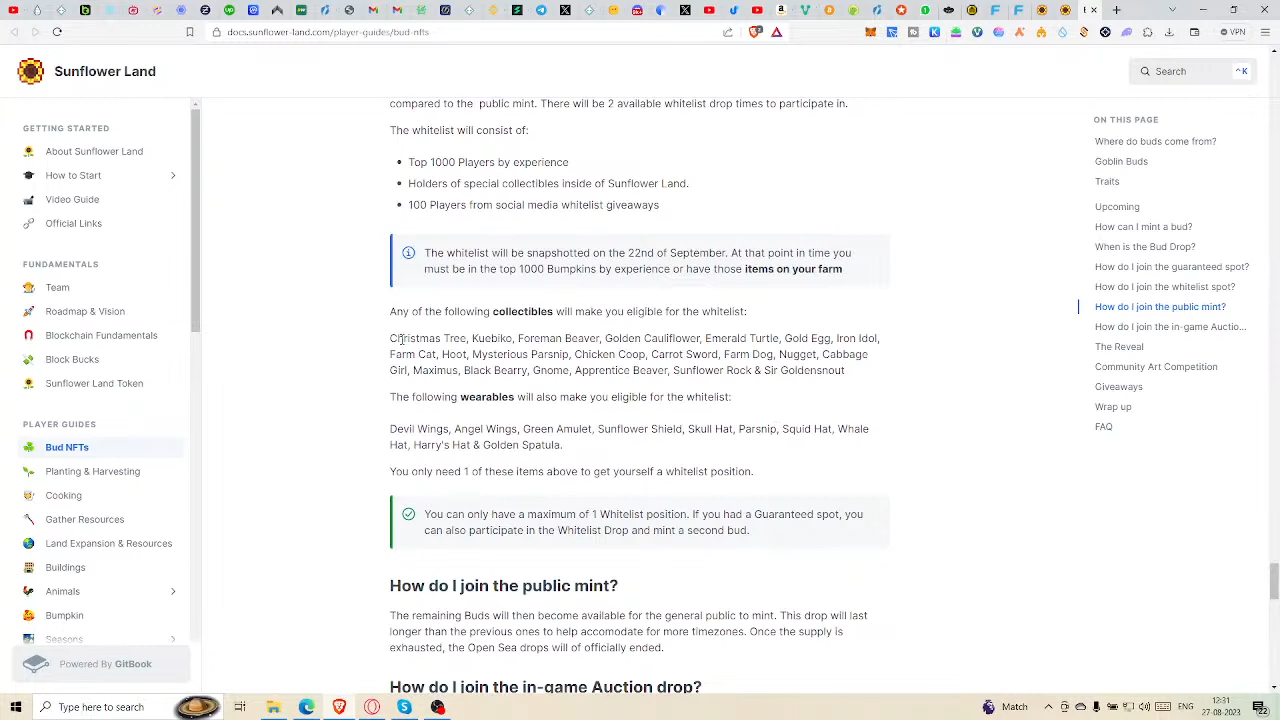 docs.sunflower-land.com/player-guides/bud-nfts
VPN
Sunflower Land
Search
^K
GETTING STARTED
About Sunflower Land
How to Start
Video Guide
Official Links
FUNDAMENTALS
Team
Roadmap & Vision
Blockchain Fundamentals
Block Bucks
Sunflower Land Token
PLAYER GUIDES
Bud NFTs
Planting & Harvesting
Cooking
Gather Resources
Land Expansion & Resources
Buildings
Animals
Bumpkin
Seasons
Powered By GitBook
compared to the public mint. There will be 2 available whitelist drop times to participate in.
The whitelist will consist of:
Top 1000 Players by experience
Holders of special collectibles inside of Sunflower Land.
100 Players from social media whitelist giveaways
The whitelist will be snapshotted on the 22nd of September. At that point in time you
must be in the top 1000 Bumpkins by experience or have those items on your farm
Any of the following collectibles will make you eligible for the whitelist:
Christmas Tree, Kuebiko, Foreman Beaver, Golden Cauliflower, Emerald Turtle, Gold Egg, Iron Idol,
Farm Cat, Hoot, Mysterious Parsnip, Chicken Coop, Carrot Sword, Farm Dog, Nugget, Cabbage
Girl, Maximus, Black Bearry, Gnome, Apprentice Beaver, Sunflower Rock & Sir Goldensnout
The following wearables will also make you eligible for the whitelist:
Devil Wings, Angel Wings, Green Amulet, Sunflower Shield, Skull Hat, Parsnip, Squid Hat, Whale
Hat, Harry's Hat & Golden Spatula.
You only need 1 of these items above to get yourself a whitelist position.
You can only have a maximum of 1 Whitelist position. If you had a Guaranteed spot, you
can also participate in the Whitelist Drop and mint a second bud.
How do I join the public mint?
The remaining Buds will then become available for the general public to mint. This drop will last
longer than the previous ones to help accomodate for more timezones. Once the supply is
exhausted, the Open Sea drops will of officially ended.
How do I join the in-game Auction drop?
ON THIS PAGE
Where do buds come from?
Goblin Buds
Traits
Upcoming
How can I mint a bud?
When is the Bud Drop?
How do I join the guaranteed spot?
How do I join the whitelist spot?
How do I join the public mint?
How do I join the in-game Auctio...
The Reveal
Community Art Competition
Giveaways
Wrap up
FAQ
Type here to search
Match
ENG
12:31
27-08-2023
22